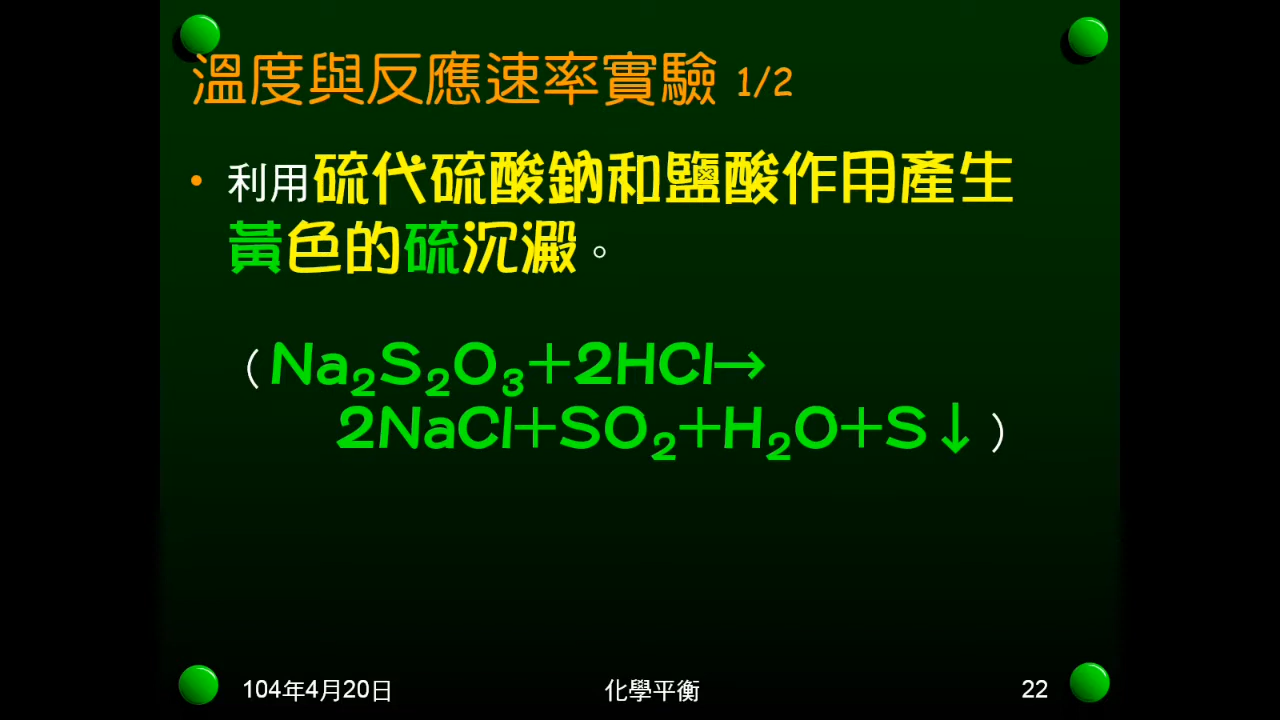 溫度與反應速率實驗 1/2
• 利用硫代硫酸鈉和鹽酸作用產生
黃色的硫沉澱。
（Na₂S₂O₃＋2HCl→
2NaCl＋SO₂＋H₂O＋S↓）
104年4月20日
化學平衡
22